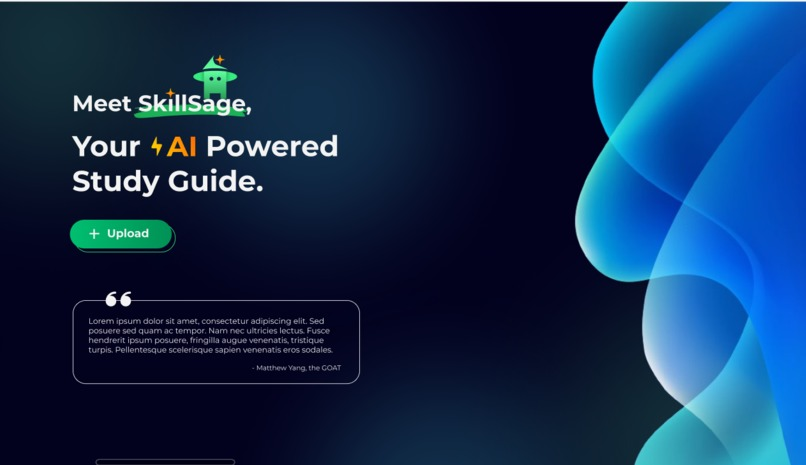 Meet SkillSage,
Your AI Powered
Study Guide.
+ Upload
“
Lorem ipsum dolor sit amet, consectetur adipiscing elit. Sed
posuere sed quam ac tempor. Nam nec ultricies lectus. Fusce
hendrerit ipsum posuere, fringilla augue venenatis, tristique
turpis. Pellentesque scelerisque sapien venenatis eros sodales.
- Matthew Yang, the GOAT